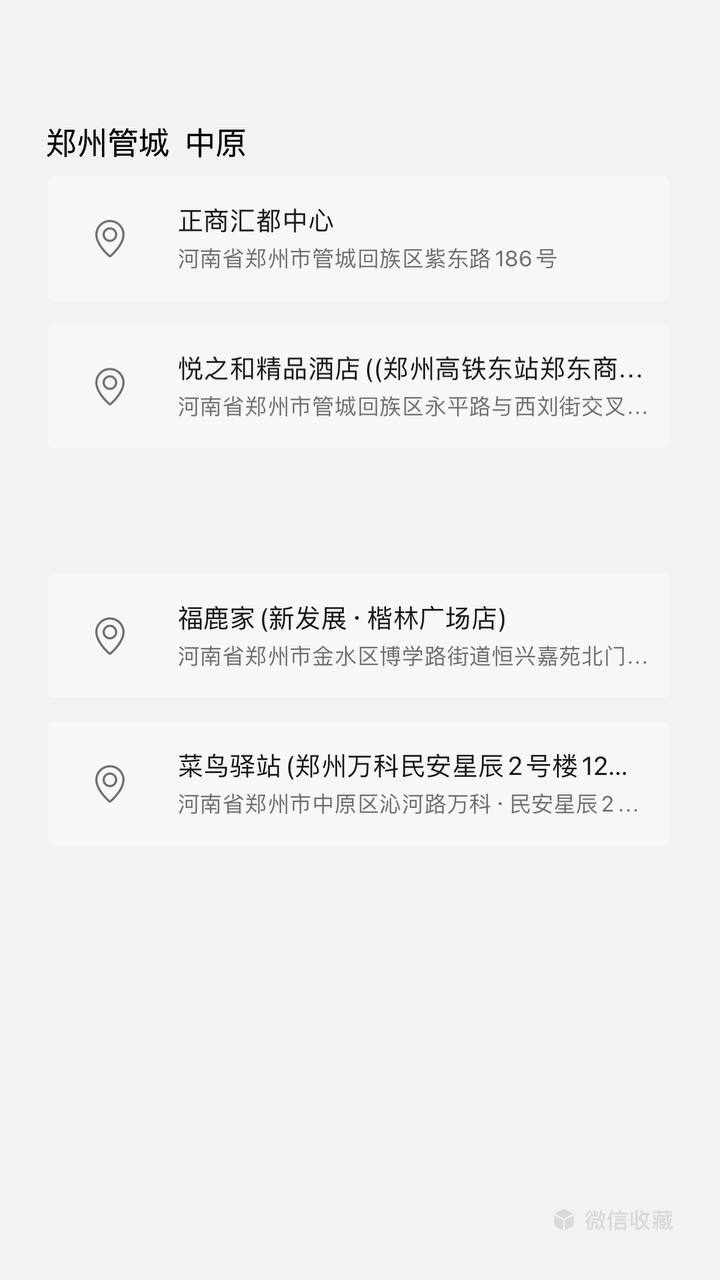 郑州管城 中原
正商汇都中心
河南省郑州市管城回族区紫东路186号
悦之和精品酒店((郑州高铁东站郑东商...
河南省郑州市管城回族区永平路与西刘街交叉...
福鹿家(新发展·楷林广场店)
河南省郑州市金水区博学路街道恒兴嘉苑北门...
菜鸟驿站(郑州万科民安星辰2号楼12...
河南省郑州市中原区沁河路万科·民安星辰2...
微信收藏